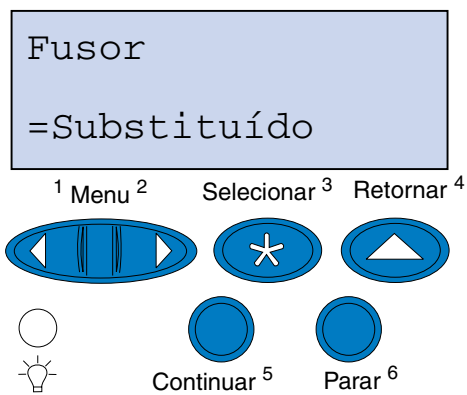 Fusor
=Substituído
1 Menu 2
Selecionar 3
Retornar 4
Continuar 5
Parar 6